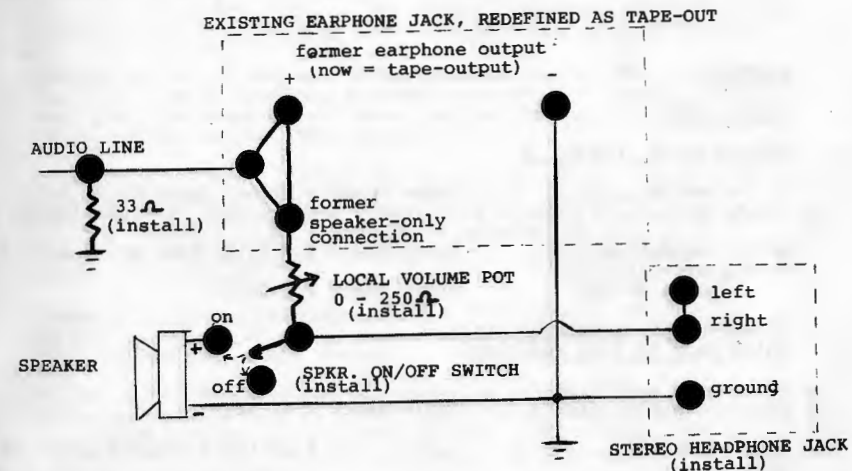 EXISTING EARPHONE JACK, REDEFINED AS TAPE-OUT
former earphone output
(now = tape-output)
+
-
AUDIO LINE
33 Ω
(install)
former
speaker-only
connection
LOCAL VOLUME POT
0 - 250 Ω
(install)
on
+
SPEAKER
off
SPKR. ON/OFF SWITCH
(install)
-
left
right
ground
STEREO HEADPHONE JACK
(install)